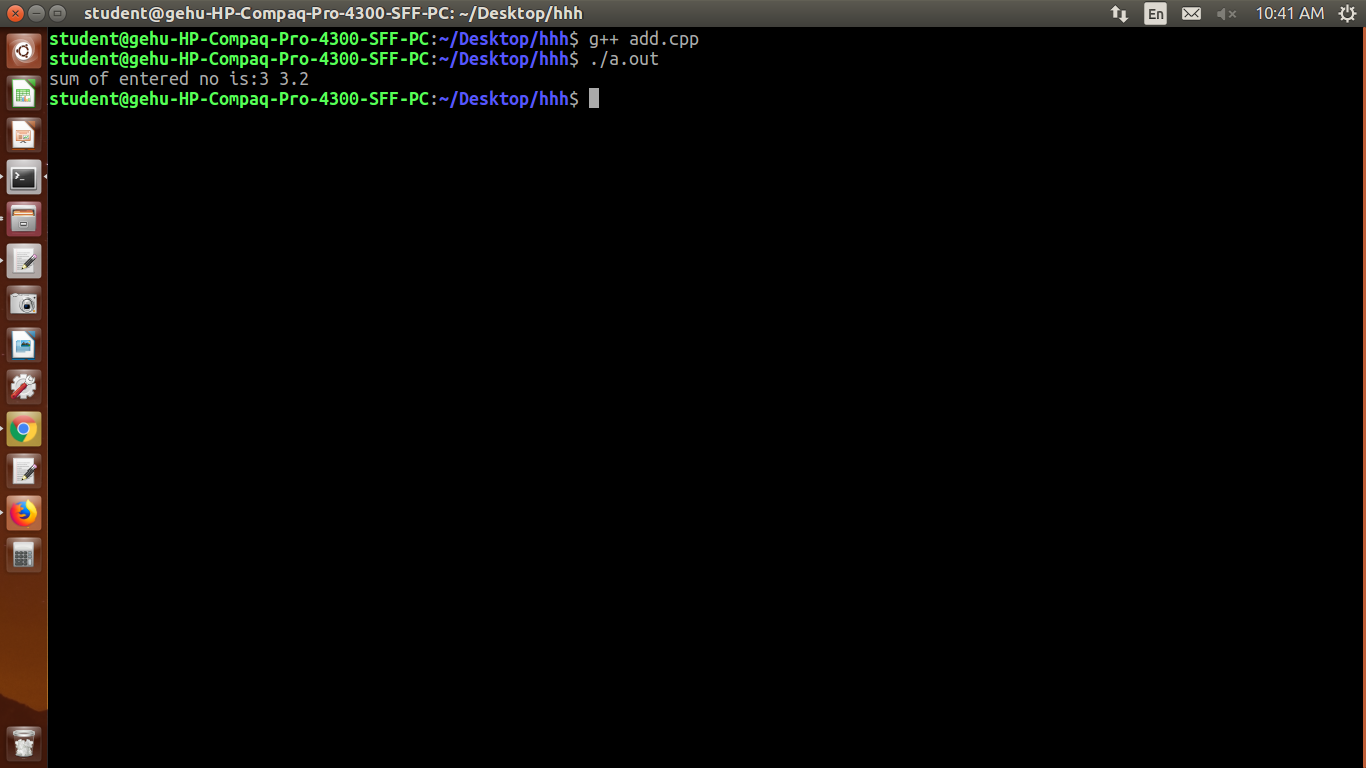 student@gehu-HP-Compaq-Pro-4300-SFF-PC: ~/Desktop/hhh
En
10:41 AM
student@gehu-HP-Compaq-Pro-4300-SFF-PC:~/Desktop/hhh$ g++ add.cpp
student@gehu-HP-Compaq-Pro-4300-SFF-PC:~/Desktop/hhh$ ./a.out
sum of entered no is:3 3.2
student@gehu-HP-Compaq-Pro-4300-SFF-PC:~/Desktop/hhh$